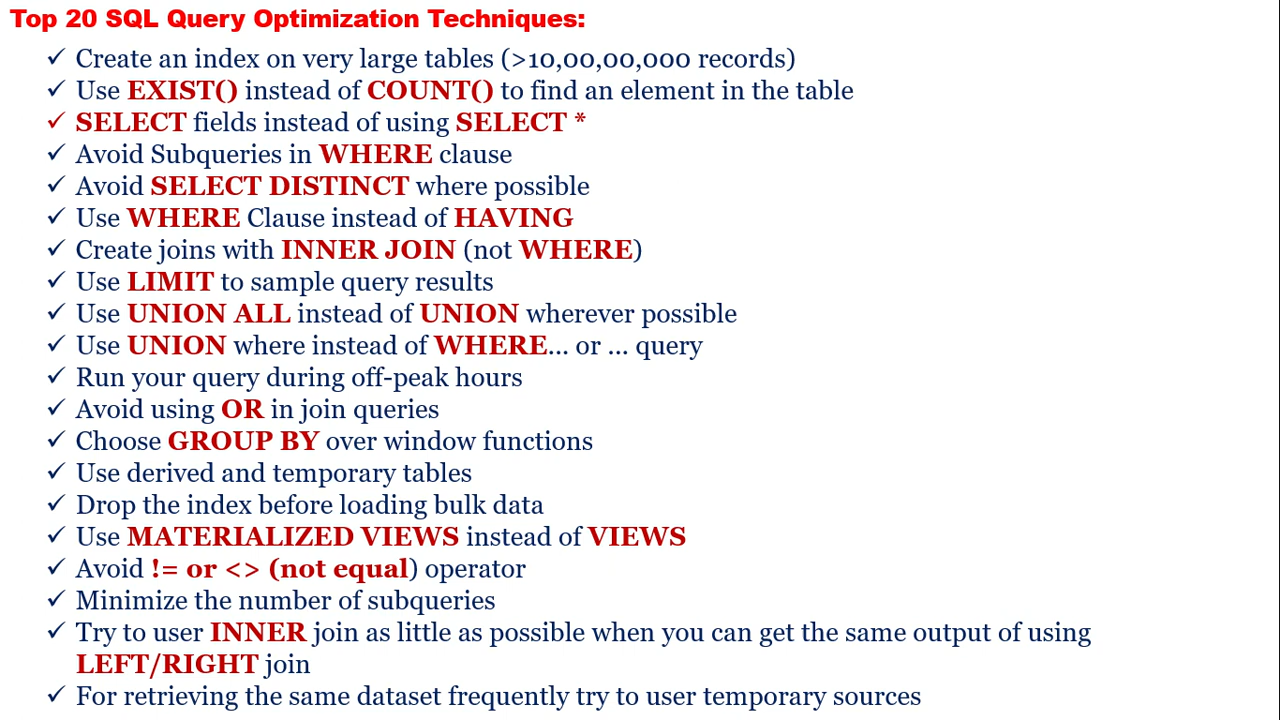 Top 20 SQL Query Optimization Techniques:
✓ Create an index on very large tables (>10,00,00,000 records)
✓ Use EXIST() instead of COUNT() to find an element in the table
✓ SELECT fields instead of using SELECT *
✓ Avoid Subqueries in WHERE clause
✓ Avoid SELECT DISTINCT where possible
✓ Use WHERE Clause instead of HAVING
✓ Create joins with INNER JOIN (not WHERE)
✓ Use LIMIT to sample query results
✓ Use UNION ALL instead of UNION wherever possible
✓ Use UNION where instead of WHERE... or ... query
✓ Run your query during off-peak hours
✓ Avoid using OR in join queries
✓ Choose GROUP BY over window functions
✓ Use derived and temporary tables
✓ Drop the index before loading bulk data
✓ Use MATERIALIZED VIEWS instead of VIEWS
✓ Avoid != or <> (not equal) operator
✓ Minimize the number of subqueries
✓ Try to user INNER join as little as possible when you can get the same output of using
LEFT/RIGHT join
✓ For retrieving the same dataset frequently try to user temporary sources